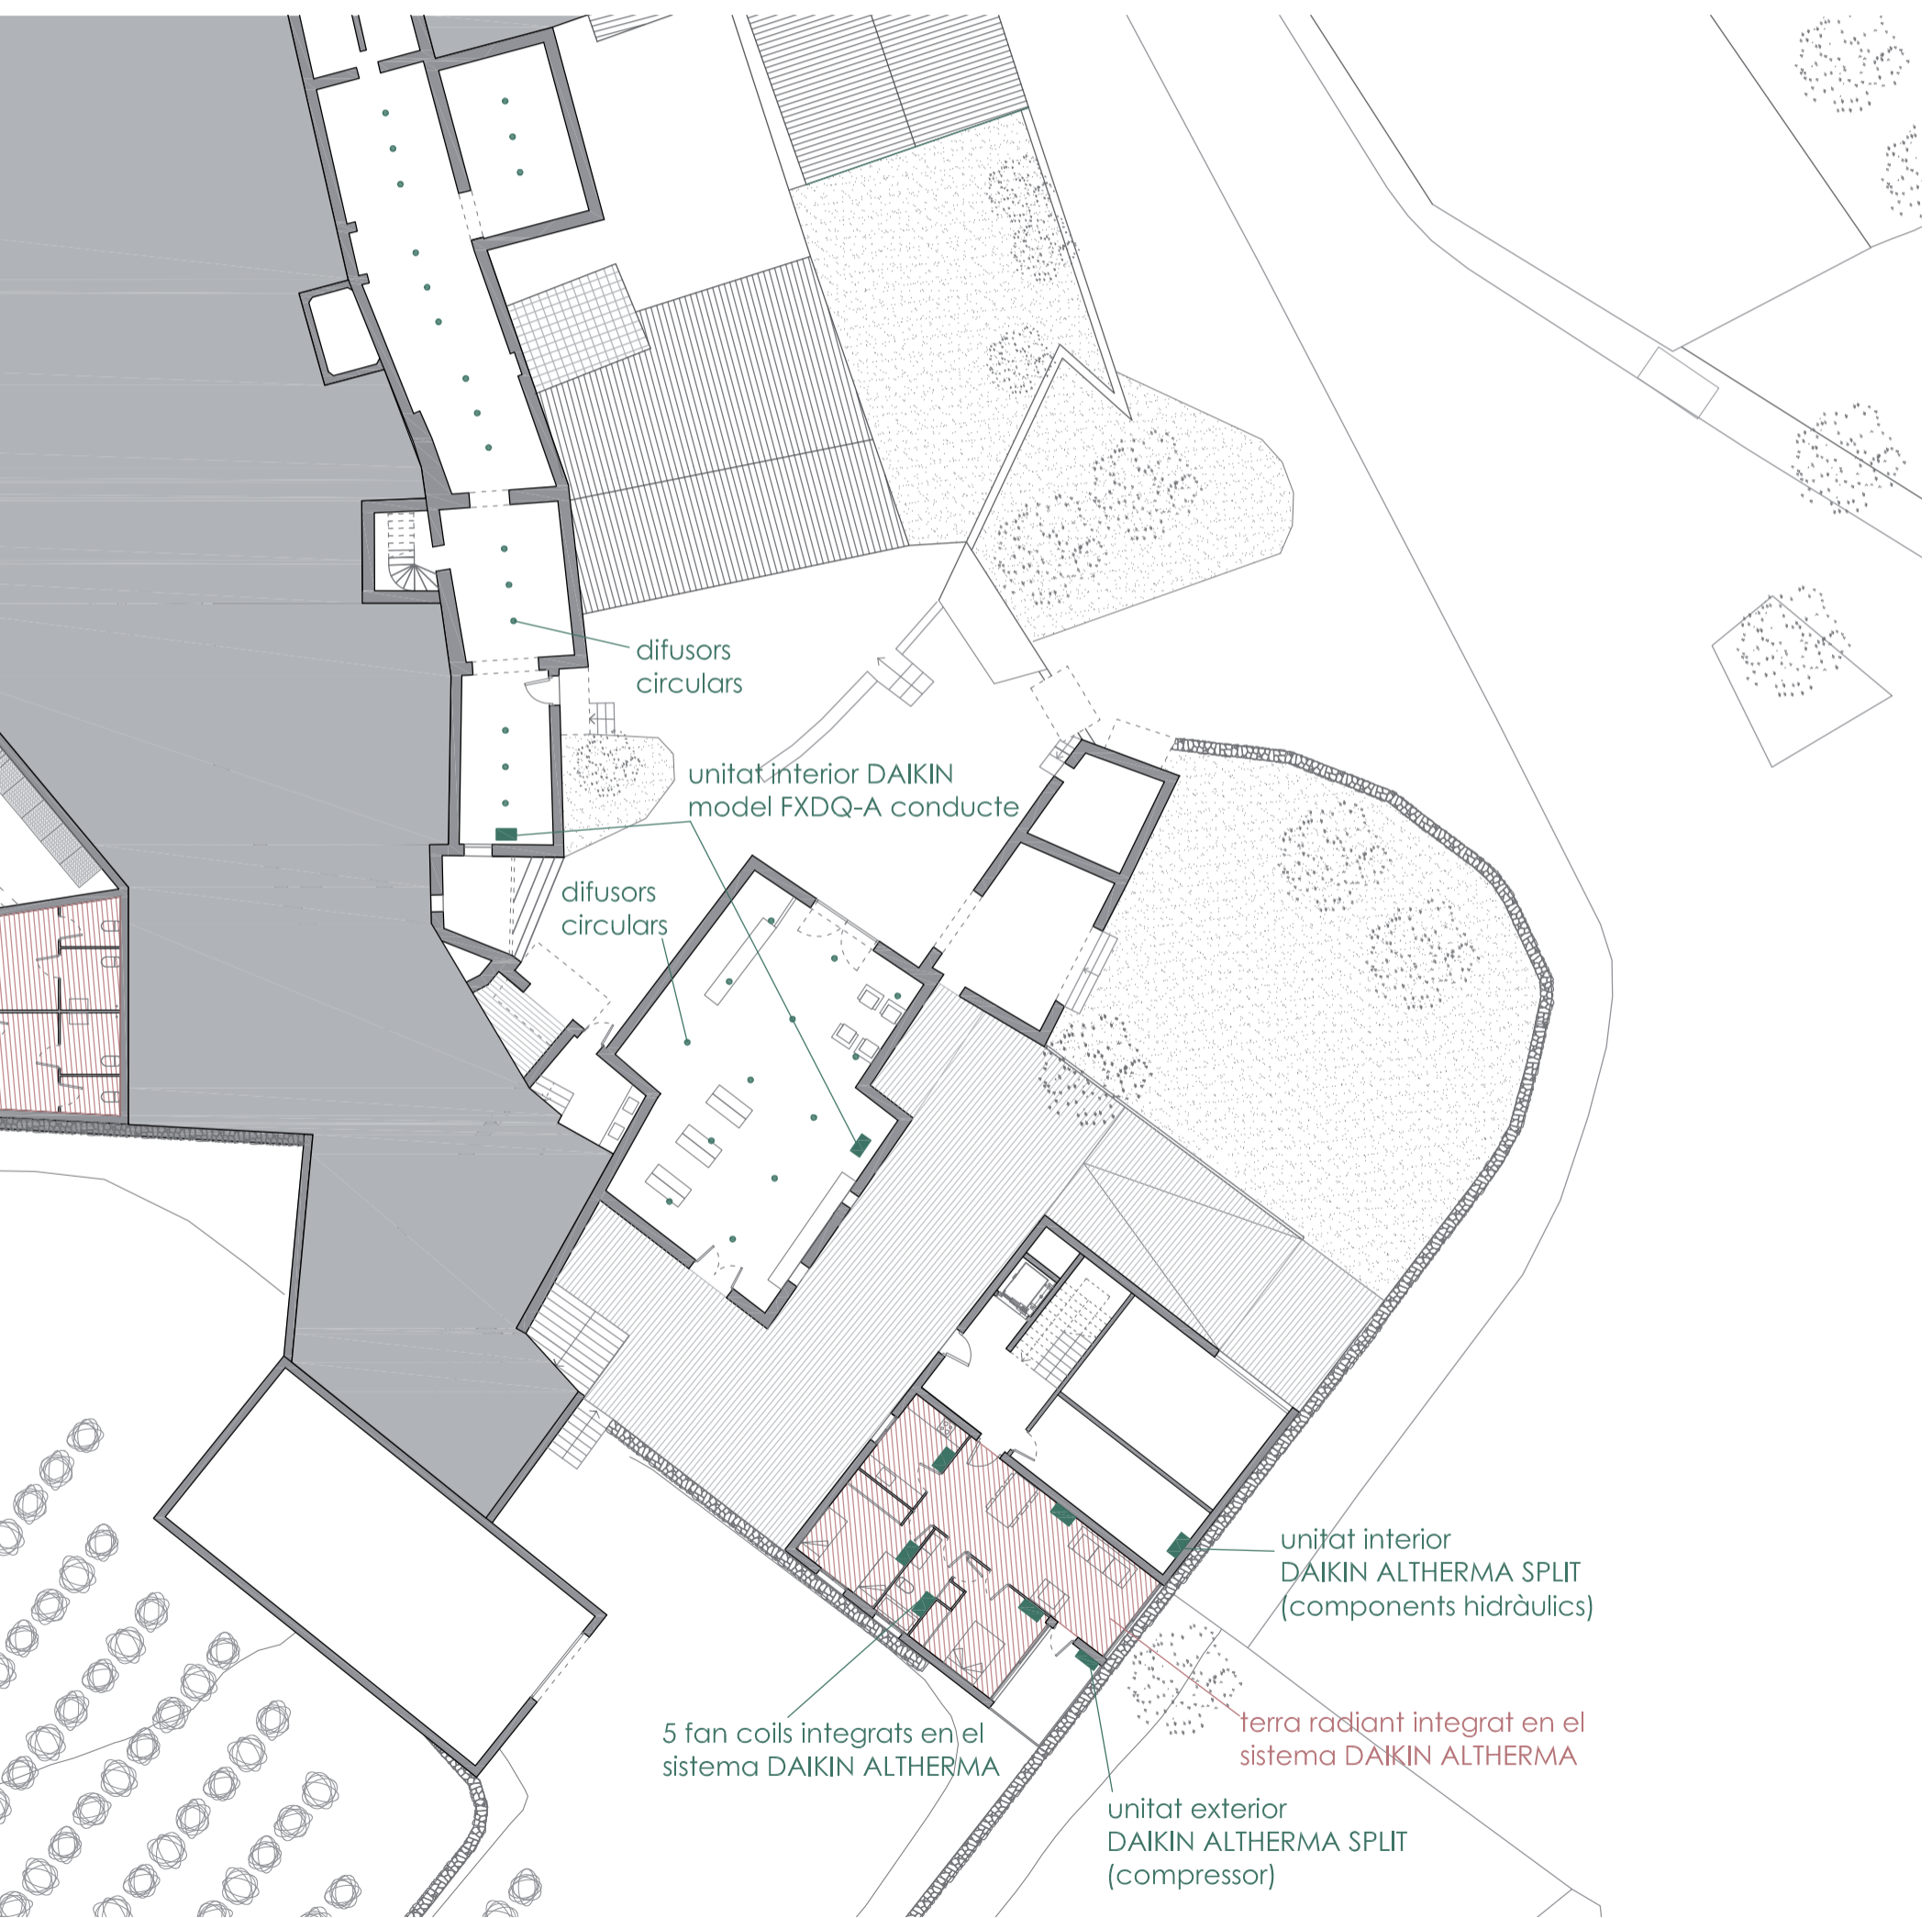 difusors
circulars
unitat interior DAIKIN
model FXDQ-A conducte
difusors
circulars
unitat interior
DAIKIN ALTHERMA SPLIT
(components hidràulics)
5 fan coils integrats en el
sistema DAIKIN ALTHERMA
terra radiant integrat en el
sistema DAIKIN ALTHERMA
unitat exterior
DAIKIN ALTHERMA SPLIT
(compressor)